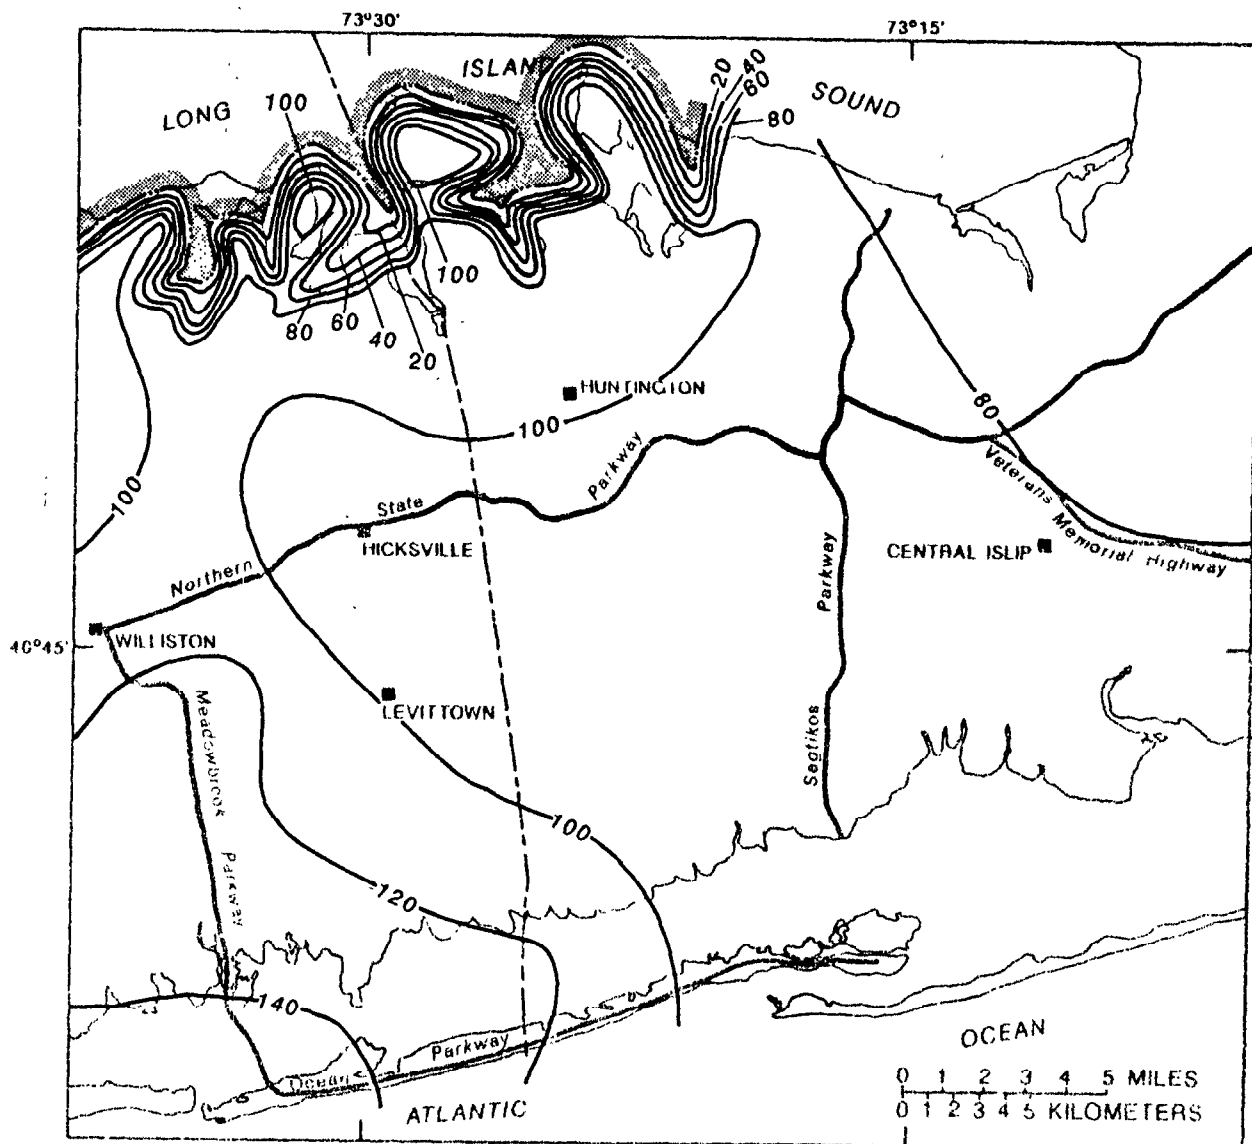 73°30'
73°15'
LONG
ISLAND
SOUND
100
20
40
60
80
100
80
60
40
20
HUNTINGTON
100
80
100
State
Parkway
Northern
HICKSVILLE
Veterans
Memorial Highway
CENTRAL ISLIP
Parkway
Sagtikos
40°45'
WILLISTON
LEVITTOWN
Meadowbrook
Parkway
100
120
140
Ocean
Parkway
ATLANTIC
OCEAN
0 1 2 3 4 5 MILES
0 1 2 3 4 5 KILOMETERS